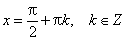 x = π/2 + πk, k ∈ Z